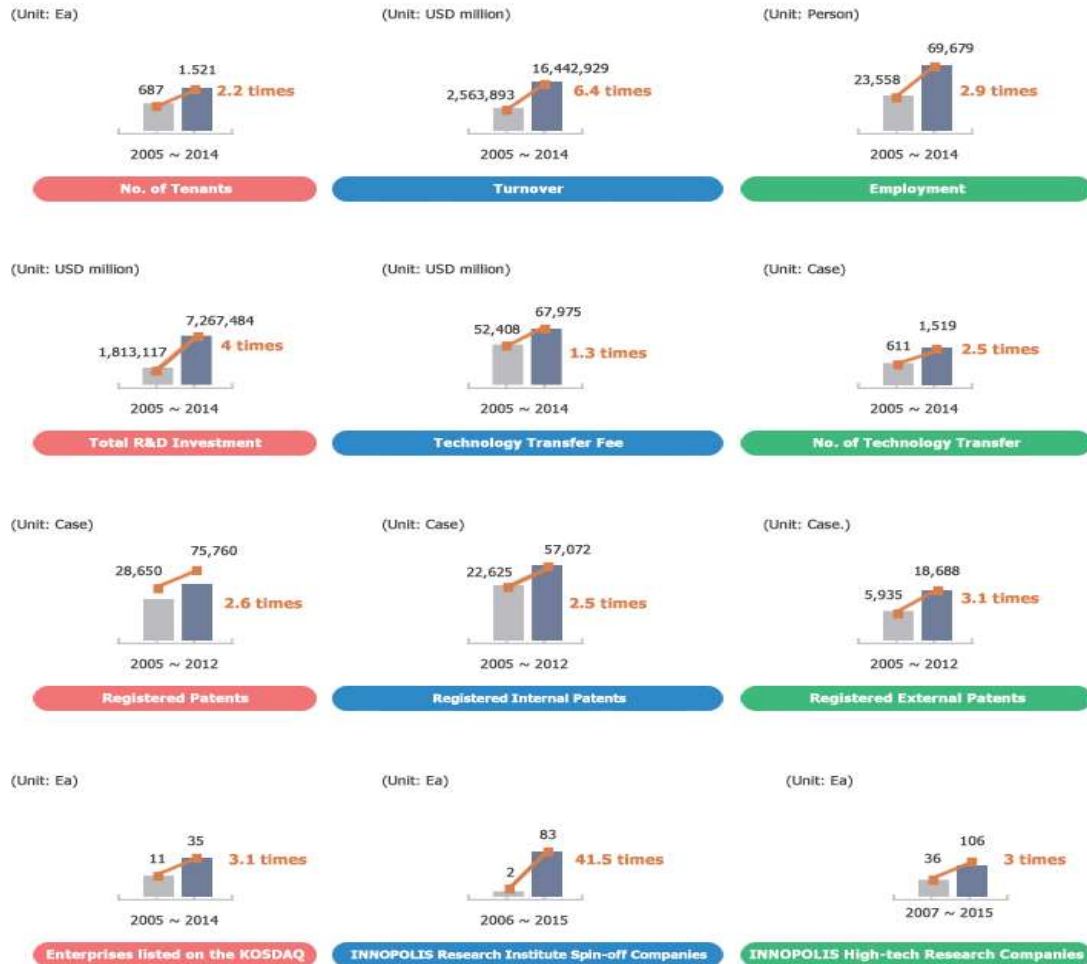 (Unit: Ea) (Unit: USD million) (Unit: Person)
687 1.521 2.2 times 2,563,893 16,442,929 6.4 times 23,558 69,679 2.9 times
2005 ~ 2014 2005 ~ 2014 2005 ~ 2014
No. of Tenants Turnover Employment
(Unit: USD million) (Unit: USD million) (Unit: Case)
1,813,117 7,267,484 4 times 52,408 67,975 1.3 times 611 1,519 2.5 times
2005 ~ 2014 2005 ~ 2014 2005 ~ 2014
Total R&D Investment Technology Transfer Fee No. of Technology Transfer
(Unit: Case) (Unit: Case) (Unit: Case.)
28,650 75,760 2.6 times 22,625 57,072 2.5 times 5,935 18,688 3.1 times
2005 ~ 2012 2005 ~ 2012 2005 ~ 2012
Registered Patents Registered Internal Patents Registered External Patents
(Unit: Ea) (Unit: Ea) (Unit: Ea)
11 35 3.1 times 2 83 41.5 times 36 106 3 times
2005 ~ 2014 2006 ~ 2015 2007 ~ 2015
Enterprises listed on the KOSDAQ INNOPOLIS Research Institute Spin-off Companies INNOPOLIS High-tech Research Companies